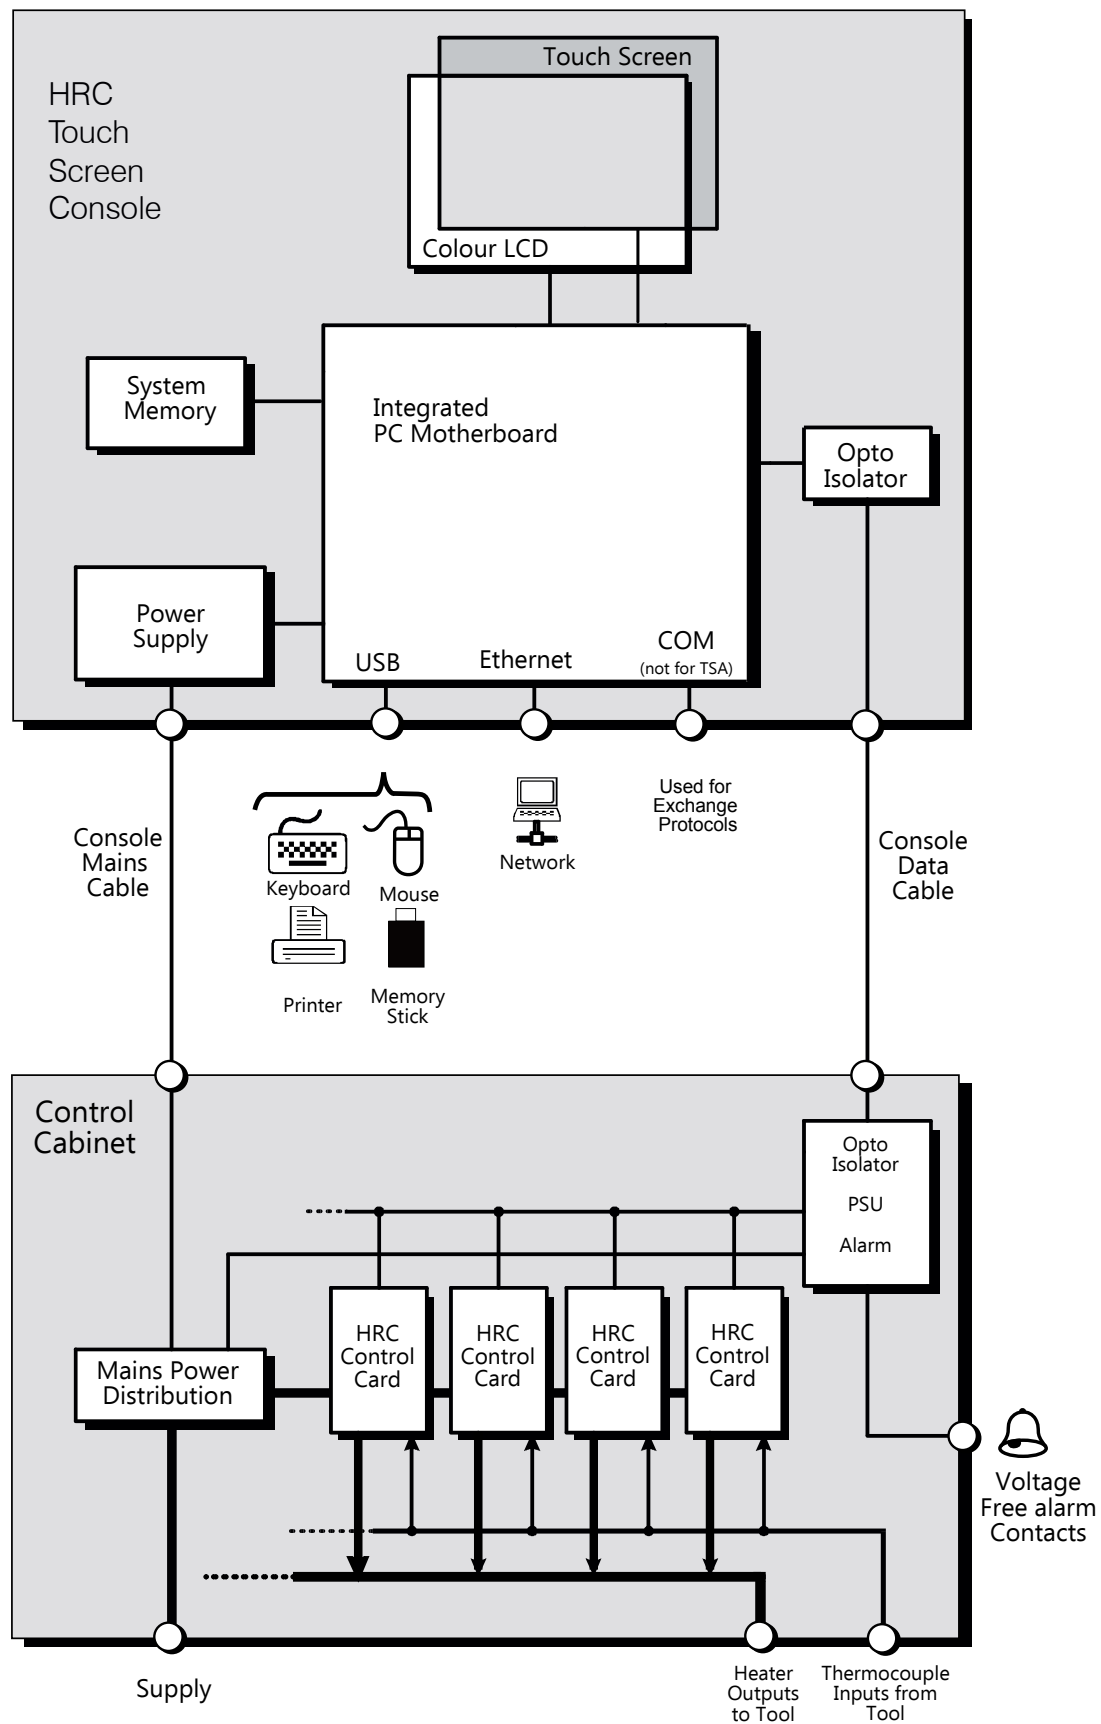 HRC
Touch
Screen
Console
Touch Screen
Colour LCD
System
Memory
Integrated
PC Motherboard
Opto
Isolator
Power
Supply
USB
Ethernet
COM
(not for TSA)
Console
Mains
Cable
Keyboard
Mouse
Printer
Memory
Stick
Network
Used for
Exchange
Protocols
Console
Data
Cable
Control
Cabinet
Opto
Isolator
PSU
Alarm
HRC
Control
Card
HRC
Control
Card
HRC
Control
Card
HRC
Control
Card
Mains Power
Distribution
Voltage
Free alarm
Contacts
Supply
Heater
Outputs
to Tool
Thermocouple
Inputs from
Tool